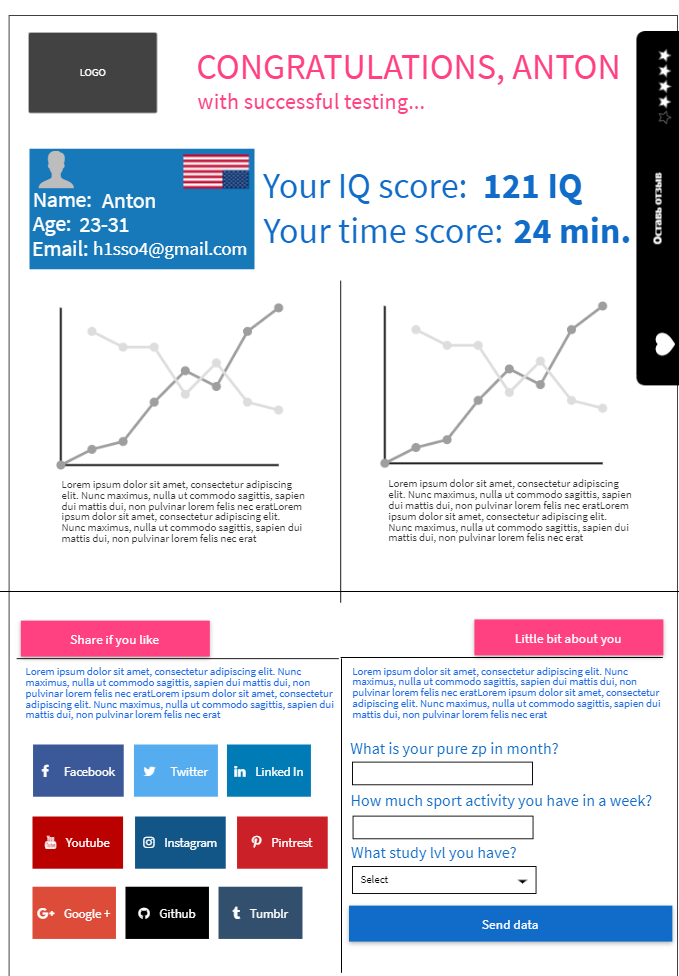 LOGO
CONGRATULATIONS, ANTON
with successful testing...
Оставь отзыв
Name: Anton
Age: 23-31
Email: h1sso4@gmail.com
Your IQ score: 121 IQ
Your time score: 24 min.
Lorem ipsum dolor sit amet, consectetur adipiscing
elit. Nunc maximus, nulla ut commodo sagittis, sapien
dui mattis dui, non pulvinar lorem felis nec eratLorem
ipsum dolor sit amet, consectetur adipiscing elit.
Nunc maximus, nulla ut commodo sagittis, sapien dui
mattis dui, non pulvinar lorem felis nec erat
Lorem ipsum dolor sit amet, consectetur adipiscing
elit. Nunc maximus, nulla ut commodo sagittis, sapien
dui mattis dui, non pulvinar lorem felis nec eratLorem
ipsum dolor sit amet, consectetur adipiscing elit.
Nunc maximus, nulla ut commodo sagittis, sapien dui
mattis dui, non pulvinar lorem felis nec erat
Share if you like
Lorem ipsum dolor sit amet, consectetur adipiscing elit. Nunc
maximus, nulla ut commodo sagittis, sapien dui mattis dui, non
pulvinar lorem felis nec eratLorem ipsum dolor sit amet, consectetur
adipiscing elit. Nunc maximus, nulla ut commodo sagittis, sapien dui
mattis dui, non pulvinar lorem felis nec erat
Facebook
Twitter
Linked In
Youtube
Instagram
Pintrest
Google +
Github
Tumblr
Little bit about you
Lorem ipsum dolor sit amet, consectetur adipiscing elit. Nunc
maximus, nulla ut commodo sagittis, sapien dui mattis dui, non
pulvinar lorem felis nec eratLorem ipsum dolor sit amet, consectetur
adipiscing elit. Nunc maximus, nulla ut commodo sagittis, sapien dui
mattis dui, non pulvinar lorem felis nec erat
What is your pure zp in month?
How much sport activity you have in a week?
What study lvl you have?
Select
Send data